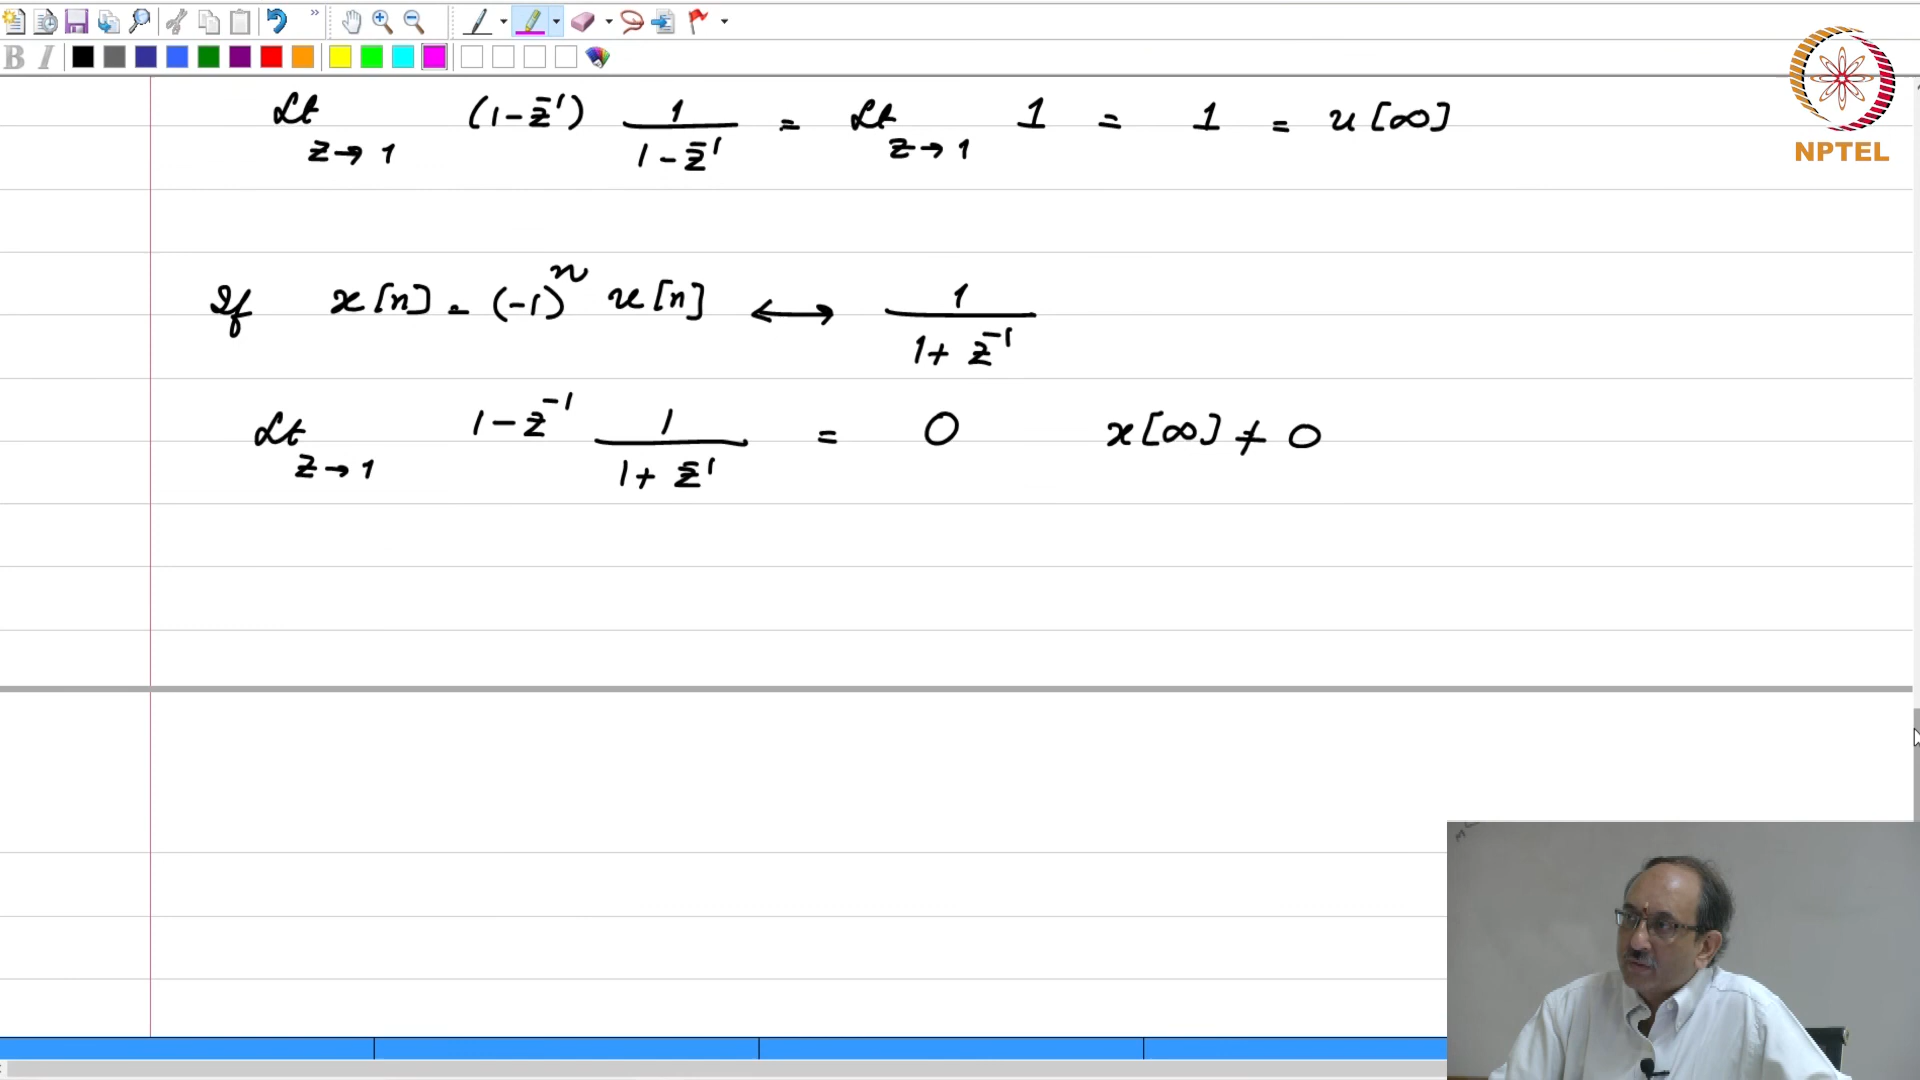 B I
Lt z→1 (1-z⁻¹) 1/(1-z⁻¹) = Lt z→1 1 = 1 = u[∞]
NPTEL
If x[n] = (-1)ⁿ u[n] ↔ 1/(1+z⁻¹)
Lt z→1 1-z⁻¹ 1/(1+z⁻¹) = 0 x[∞] ≠ 0